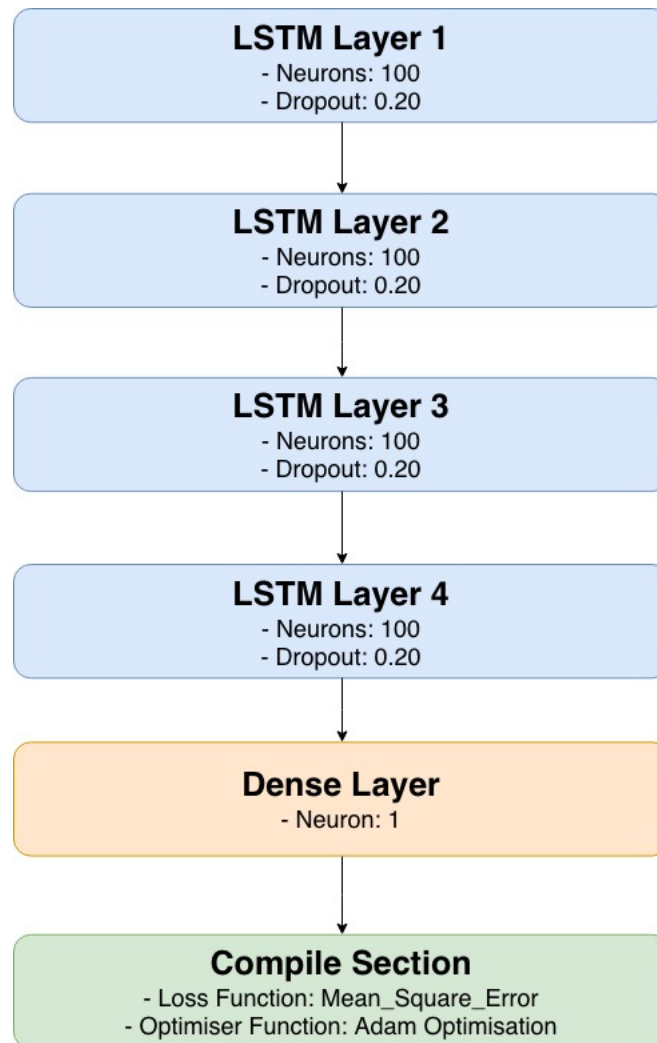 LSTM Layer 1
- Neurons: 100
- Dropout: 0.20
LSTM Layer 2
- Neurons: 100
- Dropout: 0.20
LSTM Layer 3
- Neurons: 100
- Dropout: 0.20
LSTM Layer 4
- Neurons: 100
- Dropout: 0.20
Dense Layer
- Neuron: 1
Compile Section
- Loss Function: Mean_Square_Error
- Optimiser Function: Adam Optimisation